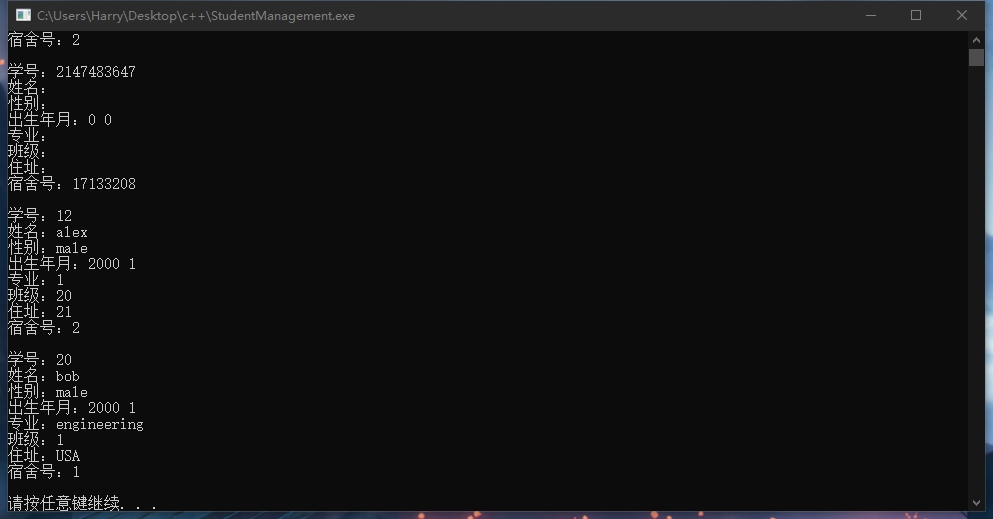 C:\Users\Harry\Desktop\c++\StudentManagement.exe
宿舍号：2
学号：2147483647
姓名：
性别：
出生年月：0 0
专业：
班级：
住址：
宿舍号：17133208
学号：12
姓名：alex
性别：male
出生年月：2000 1
专业：1
班级：20
住址：21
宿舍号：2
学号：20
姓名：bob
性别：male
出生年月：2000 1
专业：engineering
班级：1
住址：USA
宿舍号：1
请按任意键继续. . .